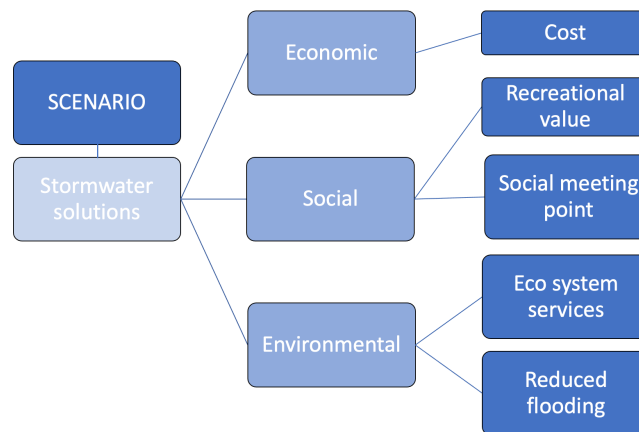 SCENARIO
Stormwater
solutions
Economic
Social
Environmental
Cost
Recreational
value
Social meeting
point
Eco system
services
Reduced
flooding